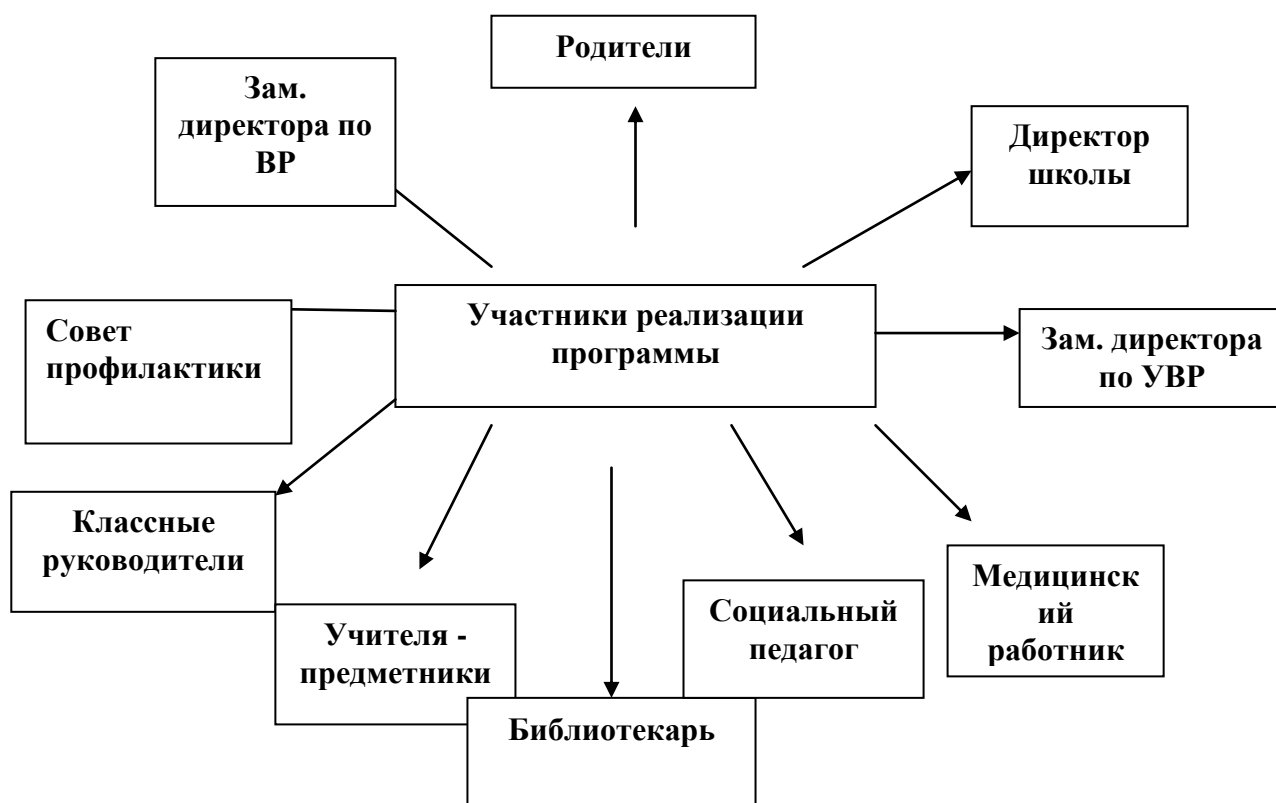 Родители
Зам.
директора по
ВР
Директор
школы
Участники реализации
программы
Совет
профилактики
Зам. директора
по УВР
Классные
руководители
Учителя -
предметники
Библиотекарь
Социальный
педагог
Медицинск
ий
работник